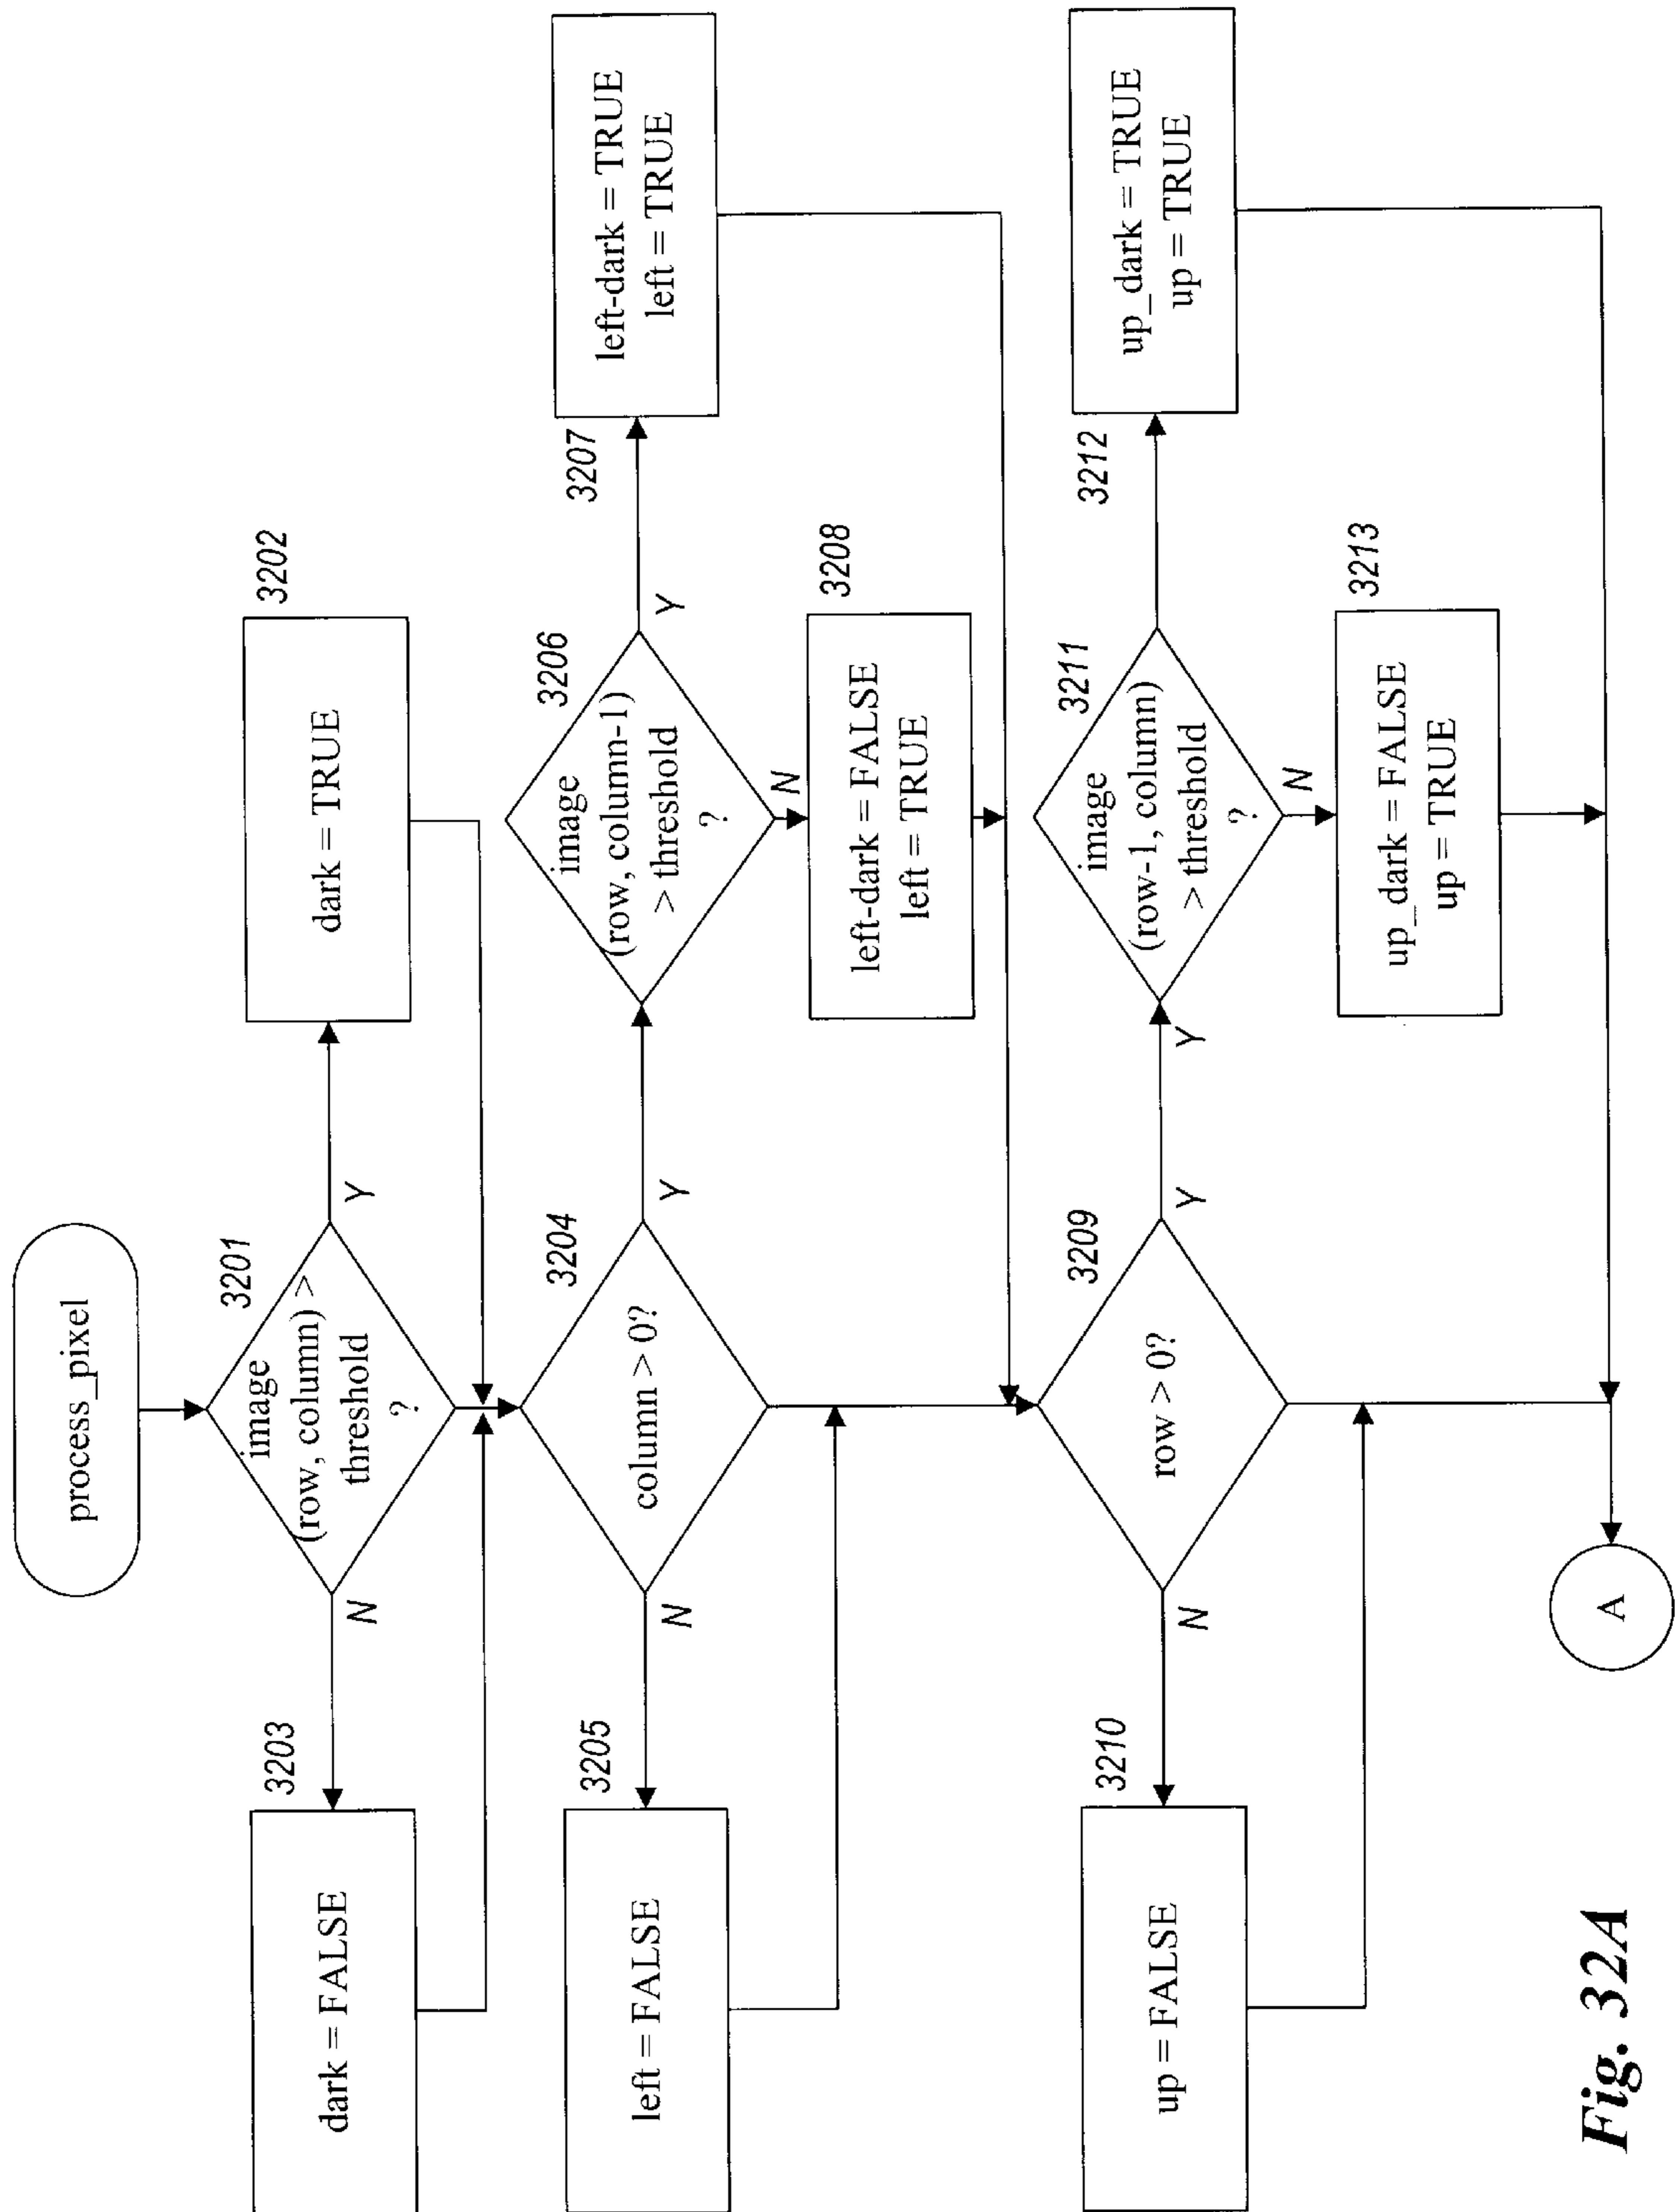 process_pixel
3201
image
(row, column) >
threshold
?
Y
N
3202
dark = TRUE
3203
dark = FALSE
3204
column > 0?
Y
N
3205
left = FALSE
3206
image
(row, column-1)
> threshold
?
Y
N
3207
left-dark = TRUE
left = TRUE
3208
left-dark = FALSE
left = TRUE
3209
row > 0?
Y
N
3210
up = FALSE
3211
image
(row-1, column)
> threshold
?
Y
N
3212
up_dark = TRUE
up = TRUE
3213
up_dark = FALSE
up = TRUE
A
Fig. 32A